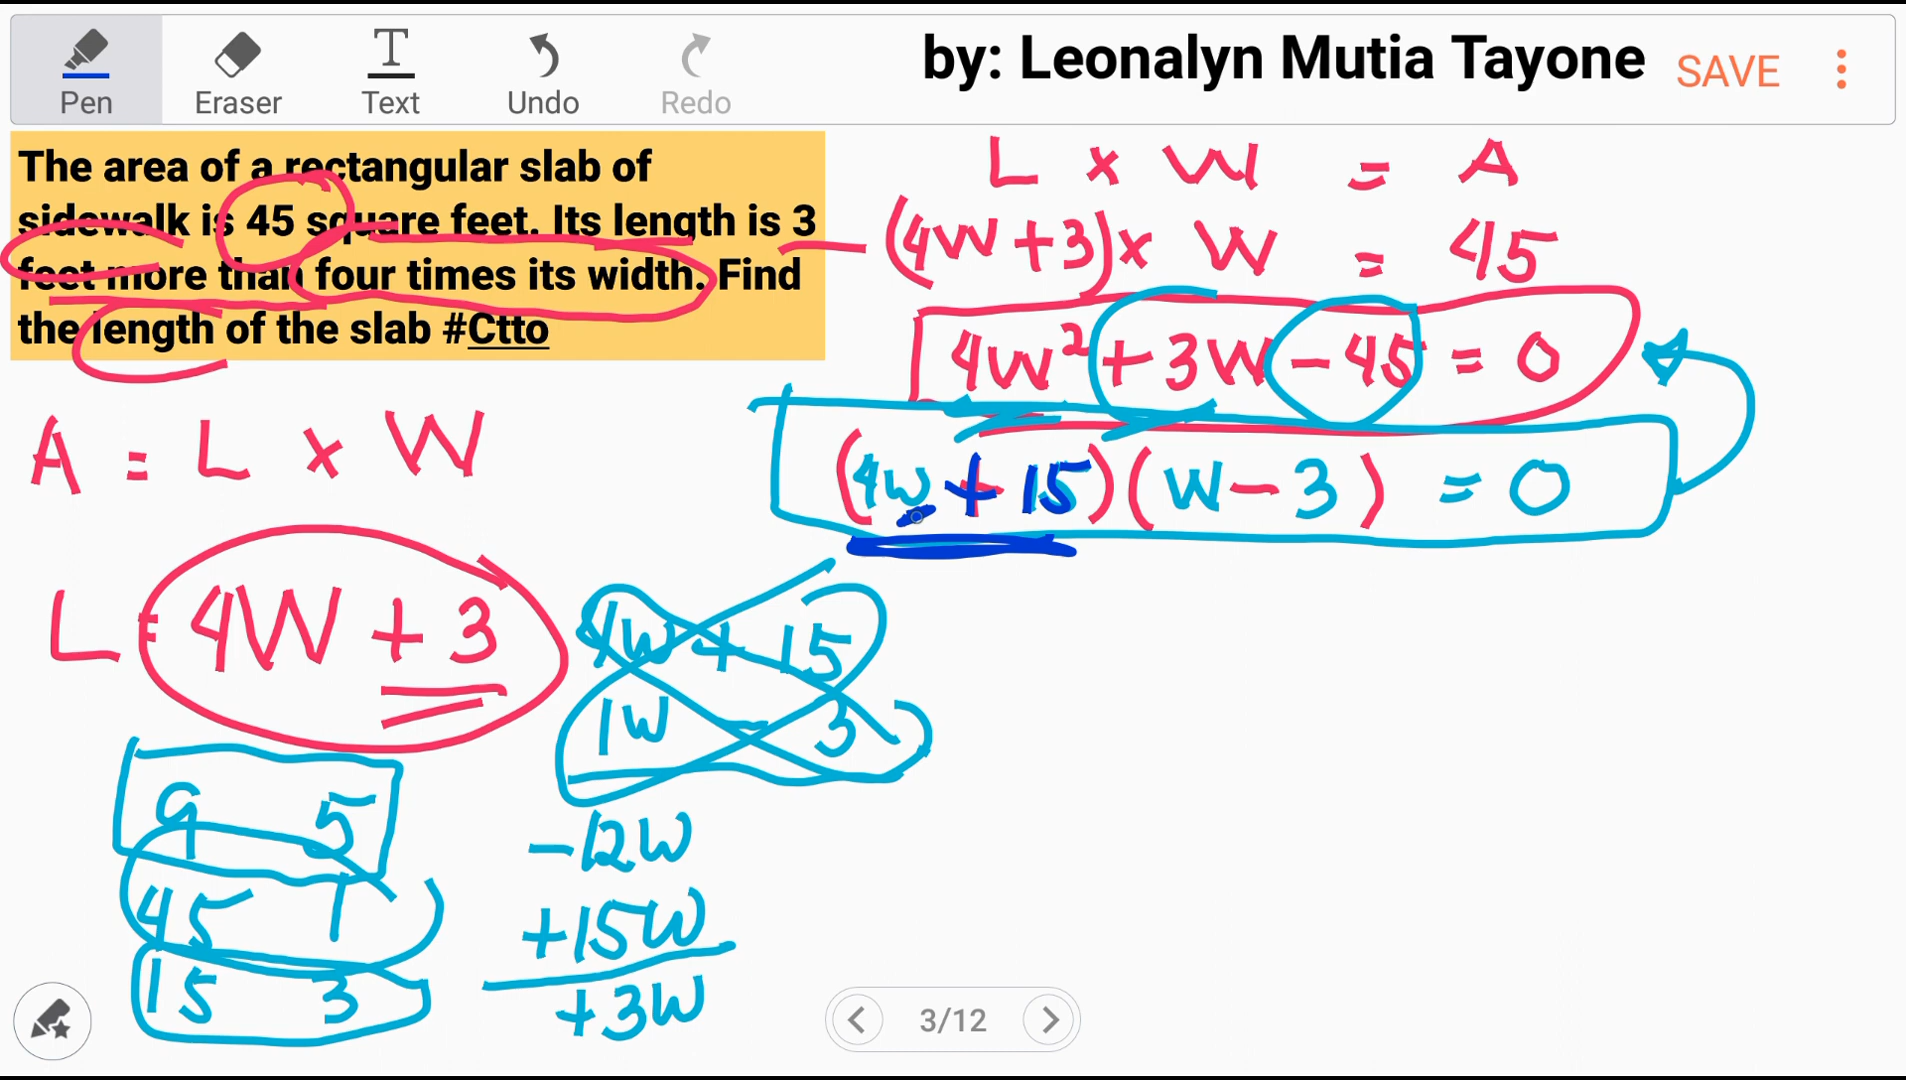 Pen
Eraser
Text
Undo
Redo
by: Leonalyn Mutia Tayone
SAVE
The area of a rectangular slab of
sidewalk is 45 square feet. Its length is 3
feet more than four times its width. Find
the length of the slab #Ctto
L × W = A
(4W+3)× W = 45
4W²+3W-45=0
(4W+15)(W-3) = 0
A = L × W
L = 4W + 3
4W + 15
1W - 3
-12W
+15W
+3W
9 5
45 1
15 3
3/12